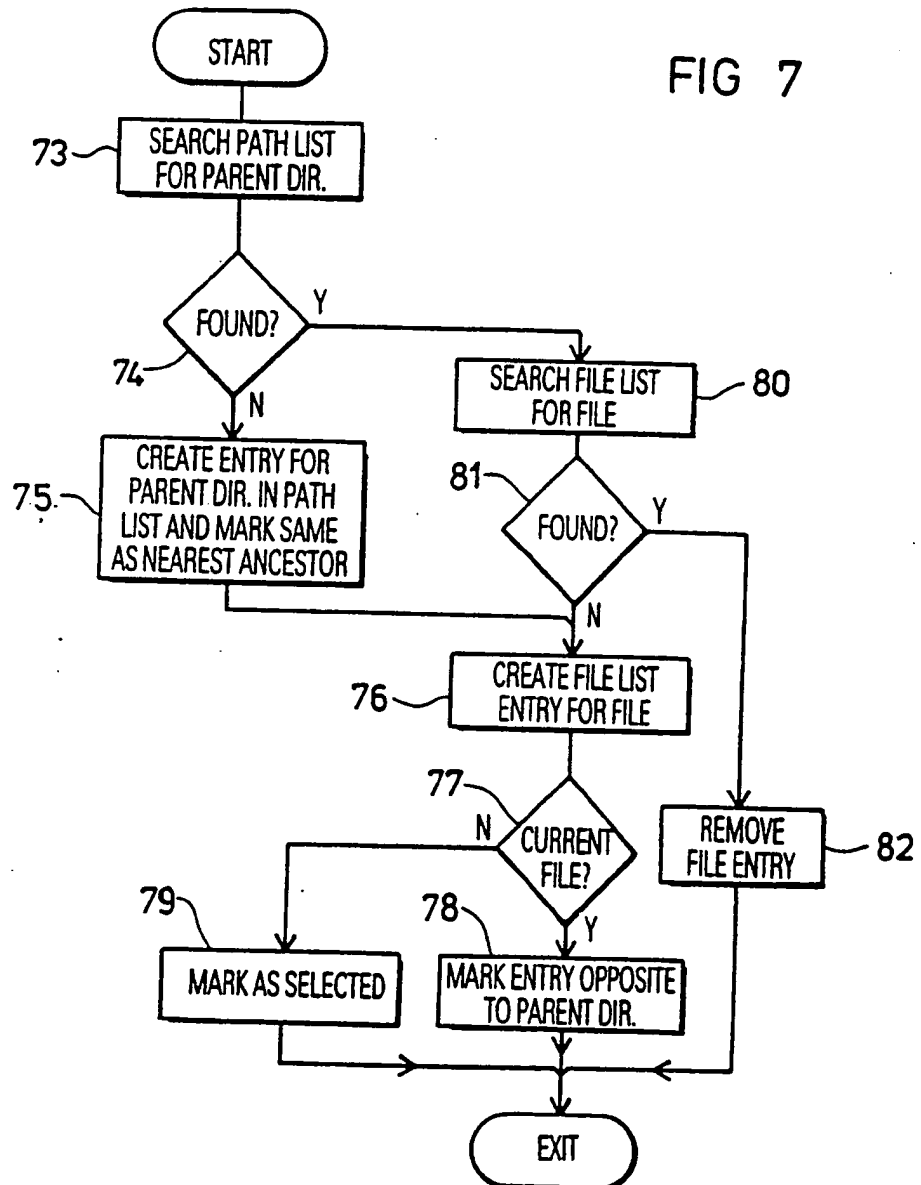 START
FIG 7
73
SEARCH PATH LIST
FOR PARENT DIR.
FOUND?
Y
74
N
SEARCH FILE LIST
FOR FILE
80
75
CREATE ENTRY FOR
PARENT DIR. IN PATH
LIST AND MARK SAME
AS NEAREST ANCESTOR
81
FOUND?
Y
N
76
CREATE FILE LIST
ENTRY FOR FILE
77
N
CURRENT
FILE?
Y
REMOVE
FILE ENTRY
82
79
MARK AS SELECTED
78
MARK ENTRY OPPOSITE
TO PARENT DIR.
EXIT